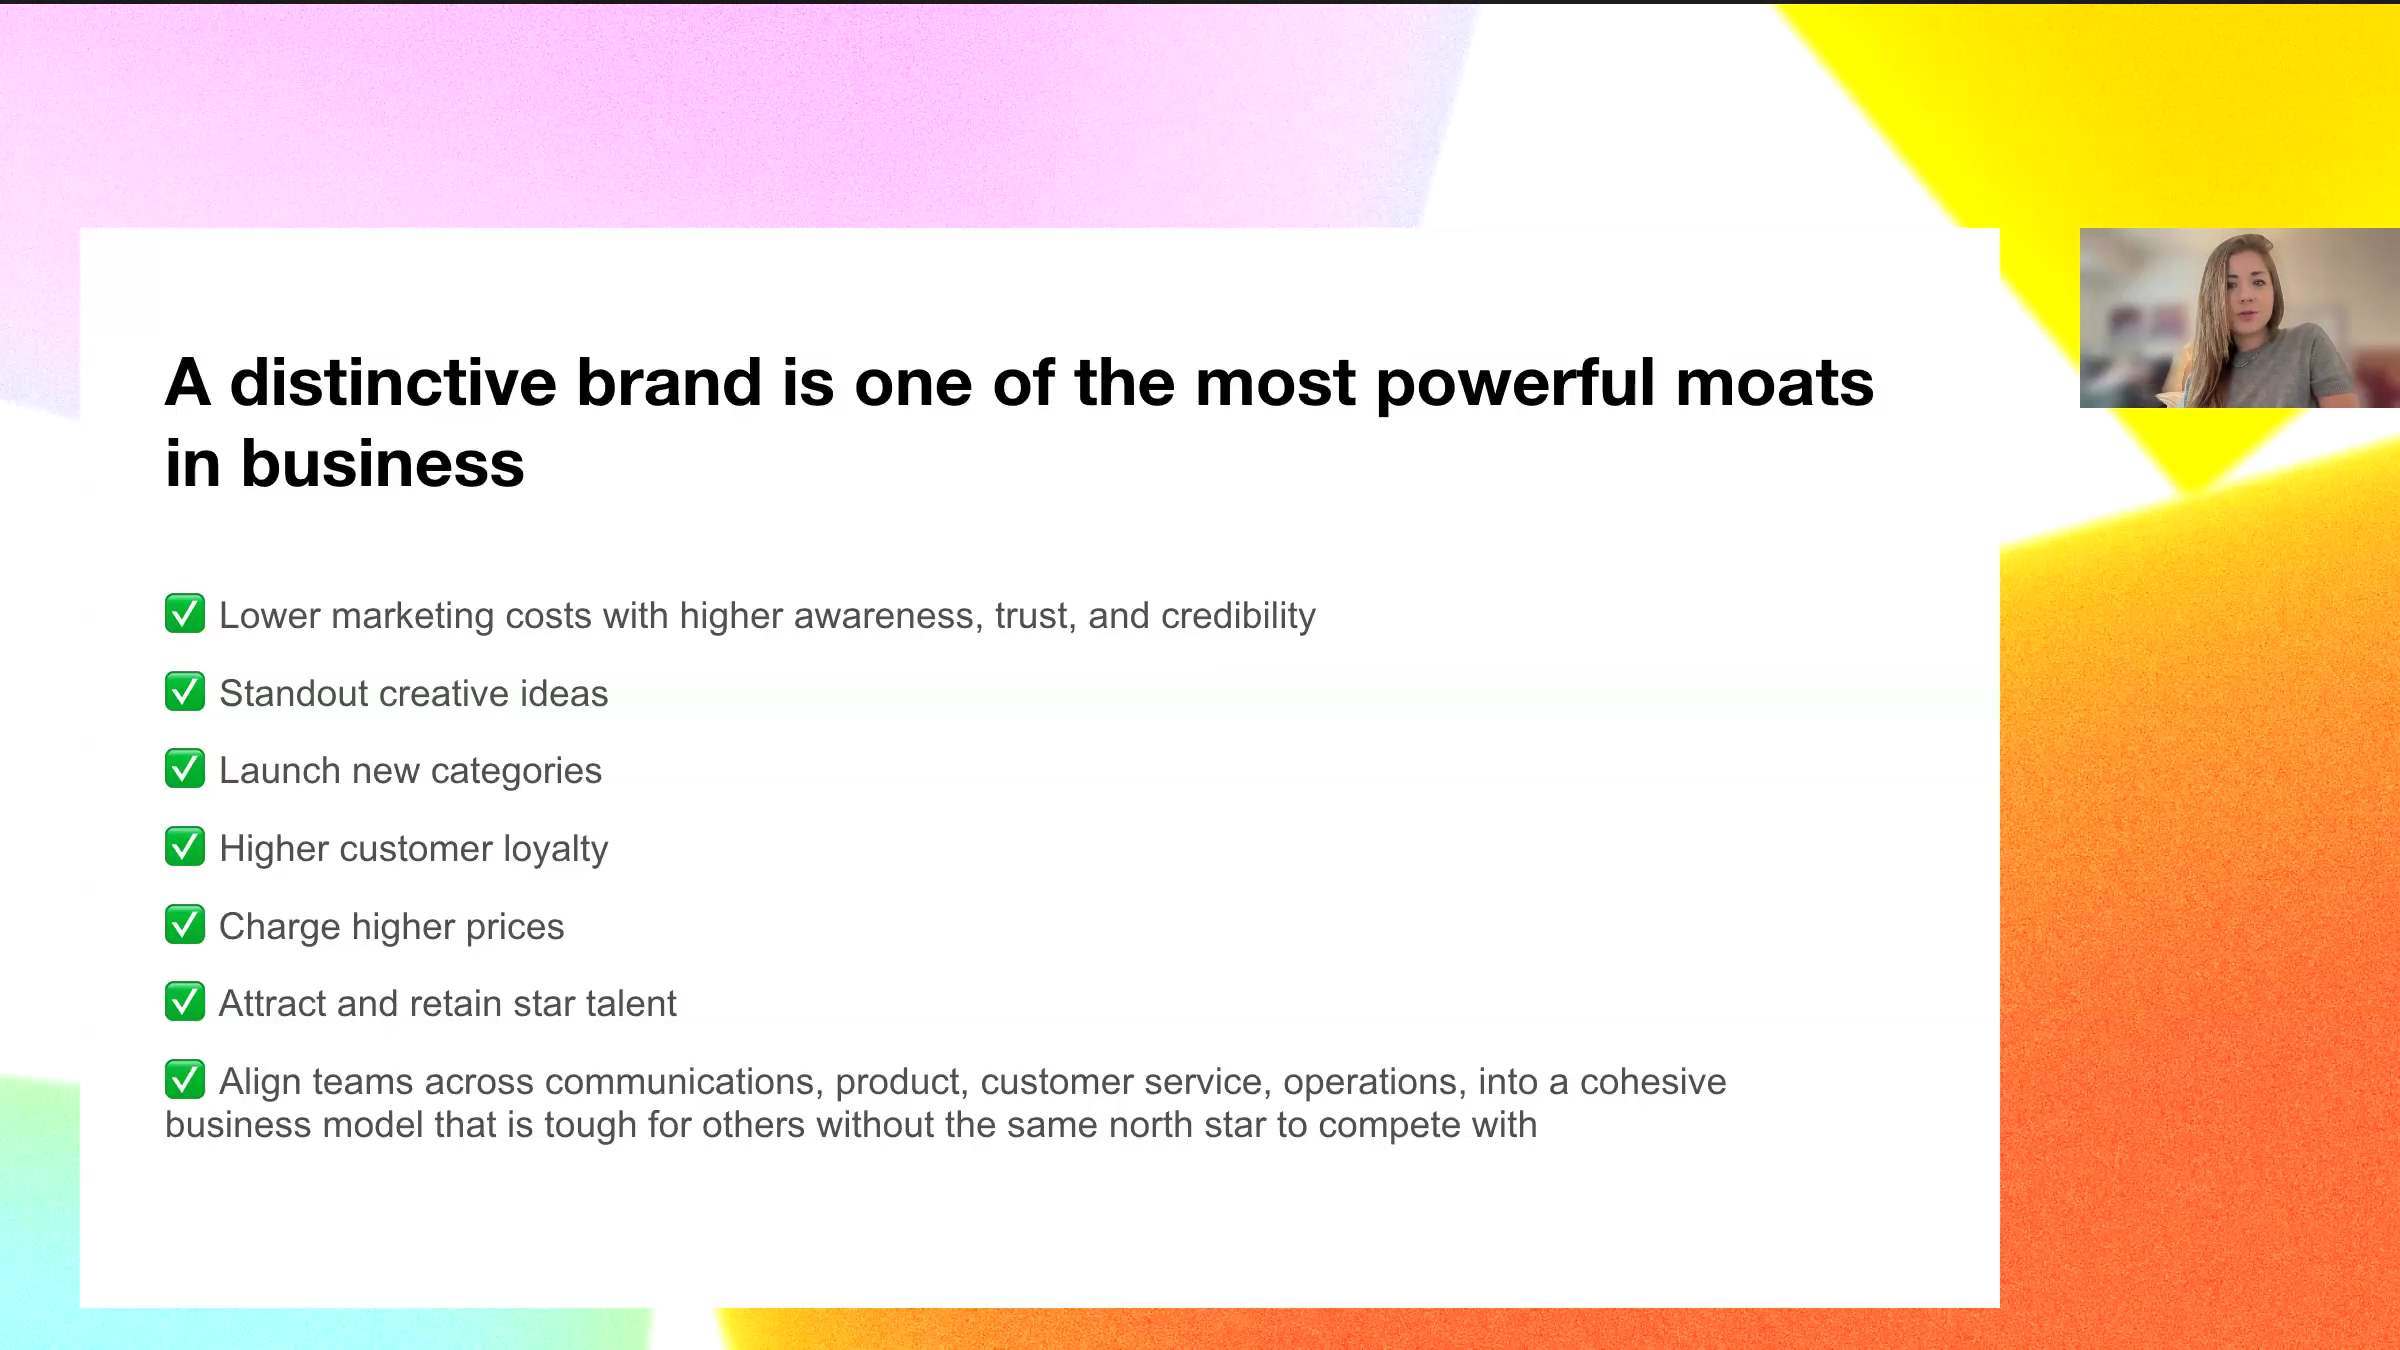 A distinctive brand is one of the most powerful moats
in business
✅ Lower marketing costs with higher awareness, trust, and credibility
✅ Standout creative ideas
✅ Launch new categories
✅ Higher customer loyalty
✅ Charge higher prices
✅ Attract and retain star talent
✅ Align teams across communications, product, customer service, operations, into a cohesive
business model that is tough for others without the same north star to compete with